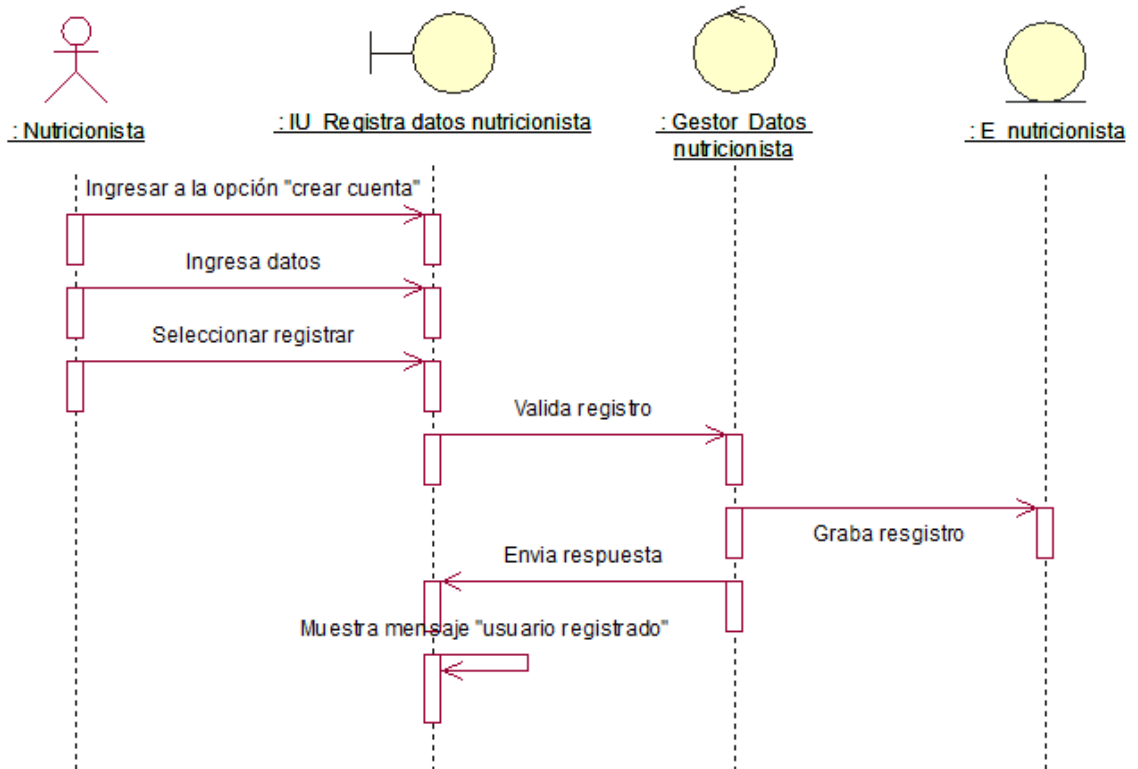 : Nutricionista
: IU_Registra datos nutricionista
: Gestor_Datos
nutricionista
: E_nutricionista
Ingresar a la opción "crear cuenta"
Ingresa datos
Seleccionar registrar
Valida registro
Graba resgistro
Envia respuesta
Muestra mensaje "usuario registrado"